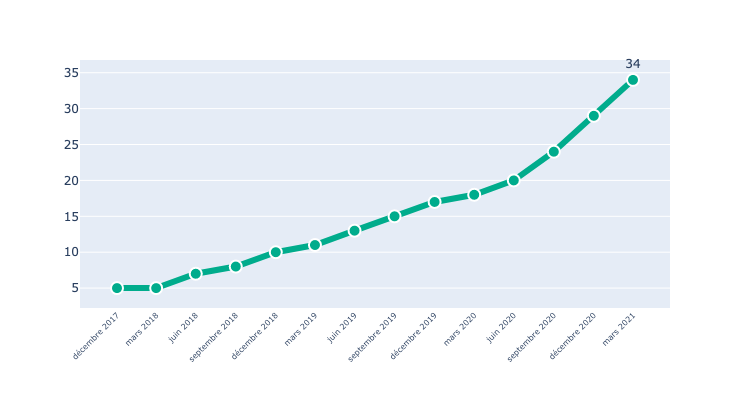 34
35
30
25
20
15
10
5
décembre 2017
mars 2018
juin 2018
septembre 2018
décembre 2018
mars 2019
juin 2019
septembre 2019
décembre 2019
mars 2020
juin 2020
septembre 2020
décembre 2020
mars 2021